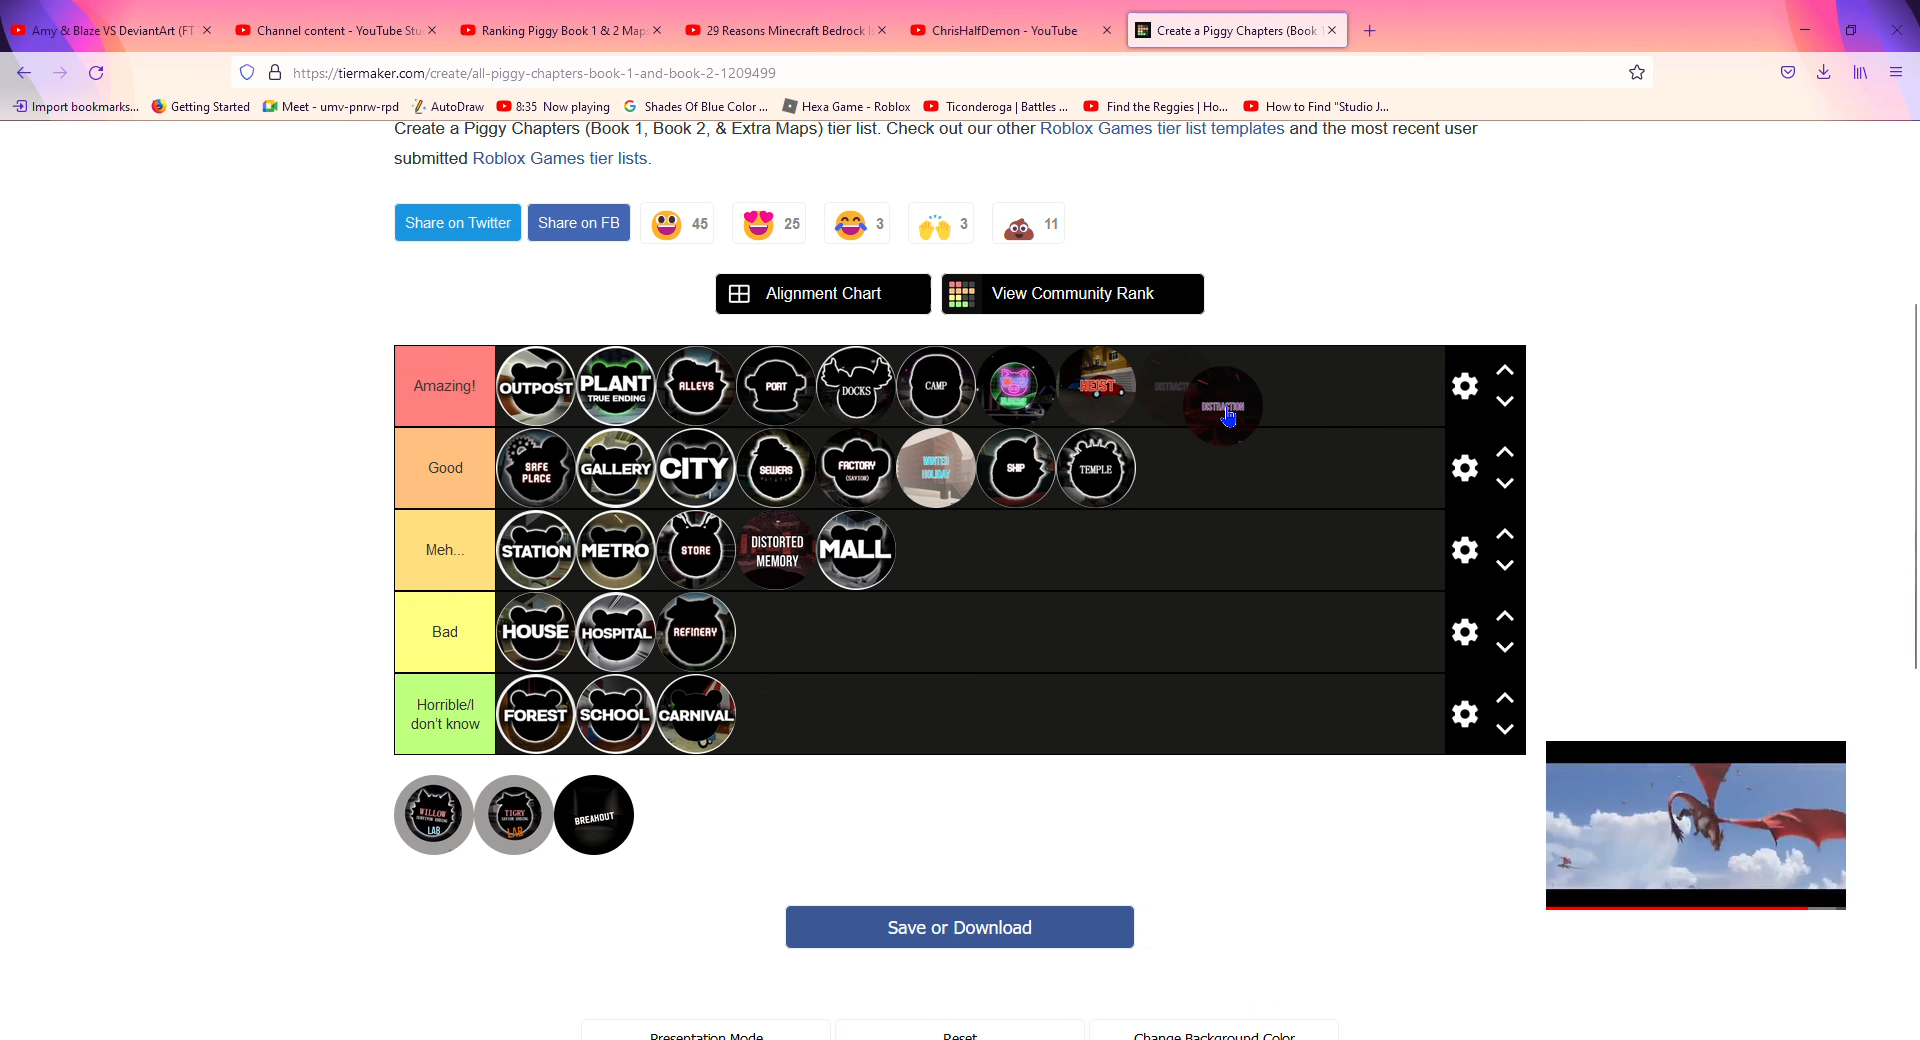 Amy & Blaze VS DeviantArt (FT
Channel content - YouTube Stu
Ranking Piggy Book 1 & 2 Map
29 Reasons Minecraft Bedrock
ChrisHalfDemon - YouTube
Create a Piggy Chapters (Book 1
https://tiermaker.com/create/all-piggy-chapters-book-1-and-book-2-1209499
Import bookmarks...
Getting Started
Meet - umv-pnrw-rpd
AutoDraw
8:35 Now playing
Shades Of Blue Color ...
Hexa Game - Roblox
Ticonderoga | Battles ...
Find the Reggies | Ho...
How to Find "Studio J...
Create a Piggy Chapters (Book 1, Book 2, & Extra Maps) tier list. Check out our other Roblox Games tier list templates and the most recent user
submitted Roblox Games tier lists.
Share on Twitter
Share on FB
45
25
3
3
11
Alignment Chart
View Community Rank
Amazing!
OUTPOST
PLANT
TRUE ENDING
ALLEYS
PORT
DOCKS
CAMP
HEIST
DISTRACTION
Good
SAFE
PLACE
GALLERY
CITY
SEWERS
FACTORY
(SAVIOR)
WINTER
HOLIDAY
SHIP
TEMPLE
Meh...
STATION
METRO
STORE
DISTORTED
MEMORY
MALL
Bad
HOUSE
HOSPITAL
REFINERY
Horrible/I
don't know
FOREST
SCHOOL
CARNIVAL
WILLOW
SURVIVOR ENDING
LAB
TIGRY
SAVIOR ENDING
LAB
BREAKOUT
Save or Download
Presentation Mode
Reset
Change Background Color